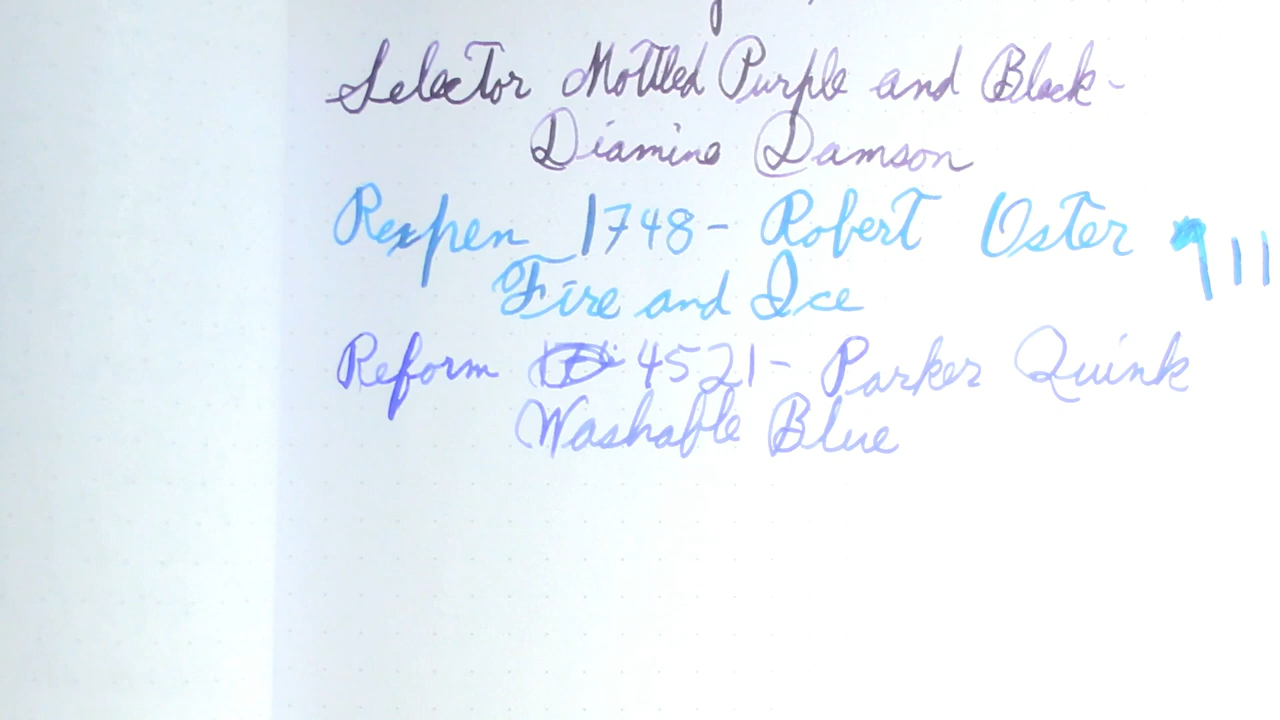 Selector Mottled Purple and Black-
Diamine Damson
Rexpen 1748- Robert Oster
Fire and Ice
Reform 4521- Parker Quink
Washable Blue